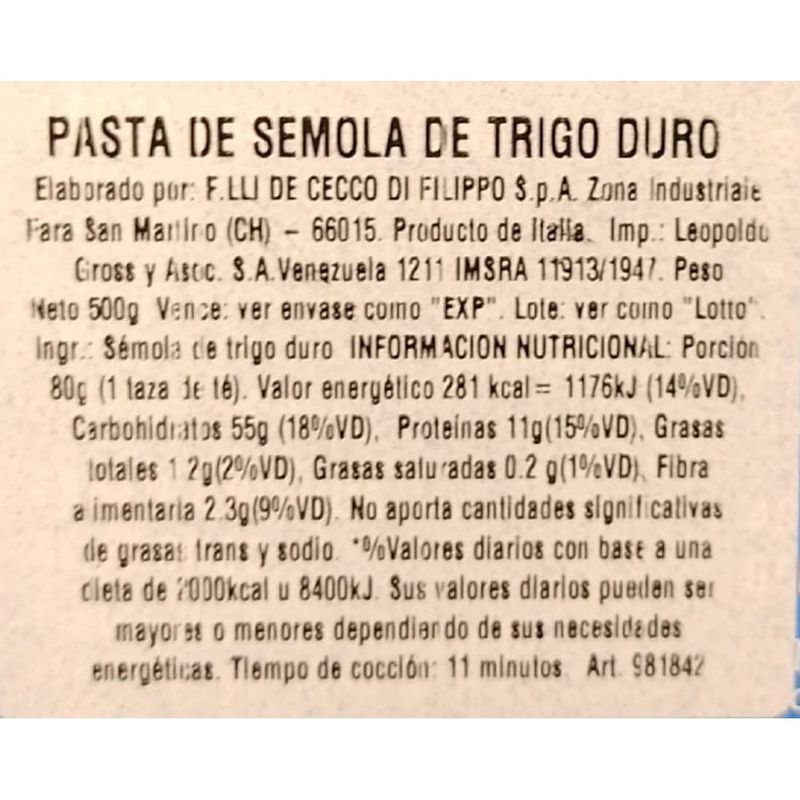 PASTA DE SEMOLA DE TRIGO DURO
Elaborado por: F.LLI DE CECCO DI FILIPPO S.p.A. Zona Industriale
Fara San Martino (CH) – 66015. Producto de Italia. Imp.: Leopoldo
Gross y Asoc. S.A.Venezuela 1211 IMSRA 11913/1947. Peso
Neto 500g Vence: ver envase como "EXP". Lote: ver como "Lotto".
Ingr.: Sémola de trigo duro INFORMACION NUTRICIONAL: Porción
80g (1 taza de té). Valor energético 281 kcal= 1176kJ (14%VD),
Carbohidratos 55g (18%VD), Proteínas 11g(15%VD), Grasas
totales 1.2g(2%VD), Grasas saturadas 0.2 g(1%VD), Fibra
alimentaria 2.3g(9%VD). No aporta cantidades significativas
de grasas trans y sodio. *%Valores diarios con base a una
dieta de 2000kcal u 8400kJ. Sus valores diarios pueden ser
mayores o menores dependiendo de sus necesidades
energéticas. Tiempo de cocción: 11 minutos. Art. 981842